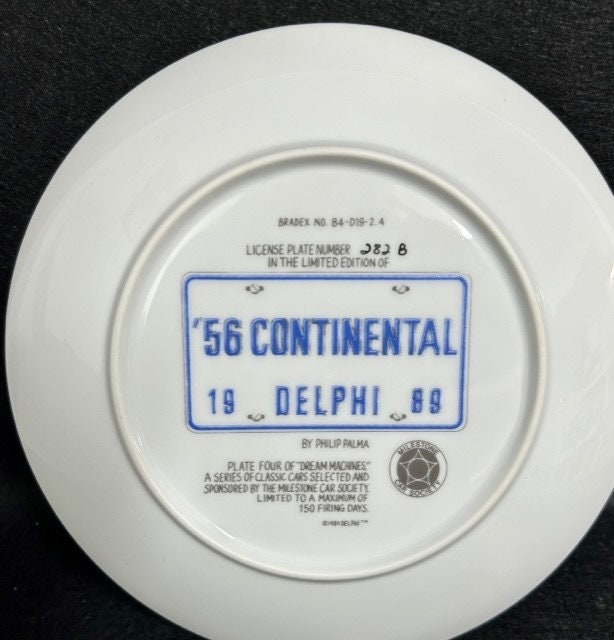 BRADEX NO. 84-D19-2.4
LICENSE PLATE NUMBER 282 B
IN THE LIMITED EDITION OF
'56 CONTINENTAL
19 DELPHI 89
BY PHILIP PALMA
MILESTONE CAR SOCIETY
PLATE FOUR OF "DREAM MACHINES,"
A SERIES OF CLASSIC CARS SELECTED AND
SPONSORED BY THE MILESTONE CAR SOCIETY.
LIMITED TO A MAXIMUM OF
150 FIRING DAYS.
DELPHI™